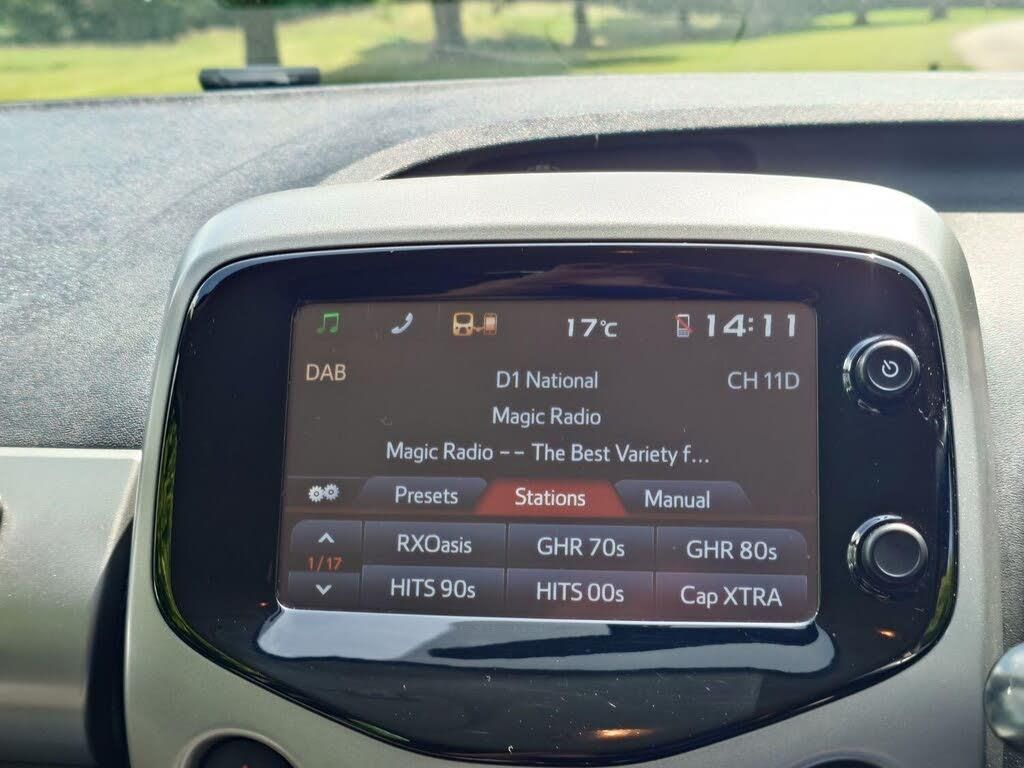 17°C 14:11
DAB D1 National CH 11D
Magic Radio
Magic Radio -- The Best Variety f...
Presets Stations Manual
1/17 RXOasis GHR 70s GHR 80s
HITS 90s HITS 00s Cap XTRA